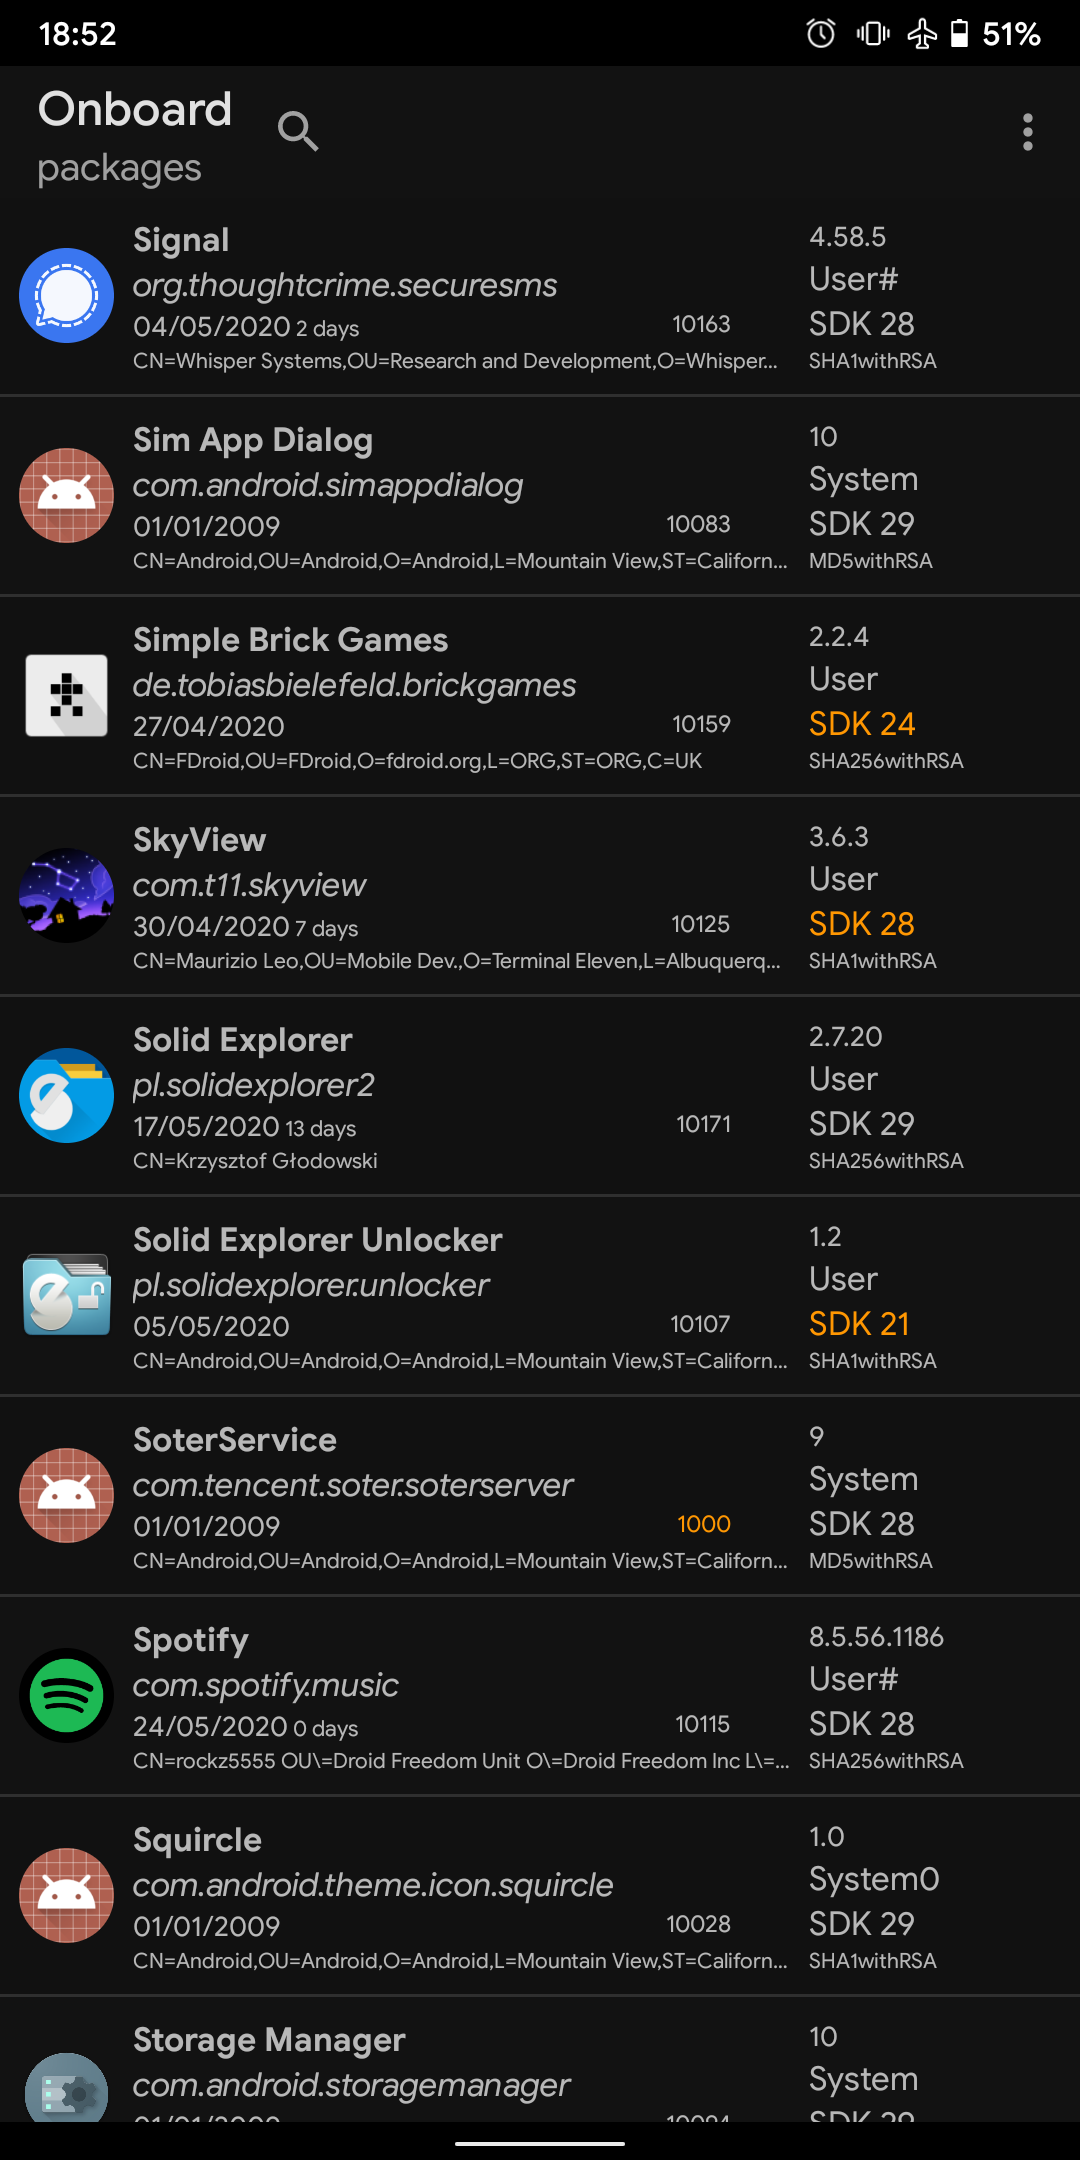 18:52
51%
Onboard
packages
Signal
4.58.5
org.thoughtcrime.securesms
User#
04/05/2020 2 days
10163
SDK 28
CN=Whisper Systems,OU=Research and Development,O=Whisper...
SHA1withRSA
Sim App Dialog
10
com.android.simappdialog
System
01/01/2009
10083
SDK 29
CN=Android,OU=Android,O=Android,L=Mountain View,ST=Californ...
MD5withRSA
Simple Brick Games
2.2.4
de.tobiasbielefeld.brickgames
User
27/04/2020
10159
SDK 24
CN=FDroid,OU=FDroid,O=fdroid.org,L=ORG,ST=ORG,C=UK
SHA256withRSA
SkyView
3.6.3
com.t11.skyview
User
30/04/2020 7 days
10125
SDK 28
CN=Maurizio Leo,OU=Mobile Dev.,O=Terminal Eleven,L=Albuquerq...
SHA1withRSA
Solid Explorer
2.7.20
pl.solidexplorer2
User
17/05/2020 13 days
10171
SDK 29
CN=Krzysztof Głodowski
SHA256withRSA
Solid Explorer Unlocker
1.2
pl.solidexplorer.unlocker
User
05/05/2020
10107
SDK 21
CN=Android,OU=Android,O=Android,L=Mountain View,ST=Californ...
SHA1withRSA
SoterService
9
com.tencent.soter.soterserver
System
01/01/2009
1000
SDK 28
CN=Android,OU=Android,O=Android,L=Mountain View,ST=Californ...
MD5withRSA
Spotify
8.5.56.1186
com.spotify.music
User#
24/05/2020 0 days
10115
SDK 28
CN=rockz5555 OU\=Droid Freedom Unit O\=Droid Freedom Inc L\=...
SHA256withRSA
Squircle
1.0
com.android.theme.icon.squircle
System0
01/01/2009
10028
SDK 29
CN=Android,OU=Android,O=Android,L=Mountain View,ST=Californ...
SHA1withRSA
Storage Manager
10
com.android.storagemanager
System